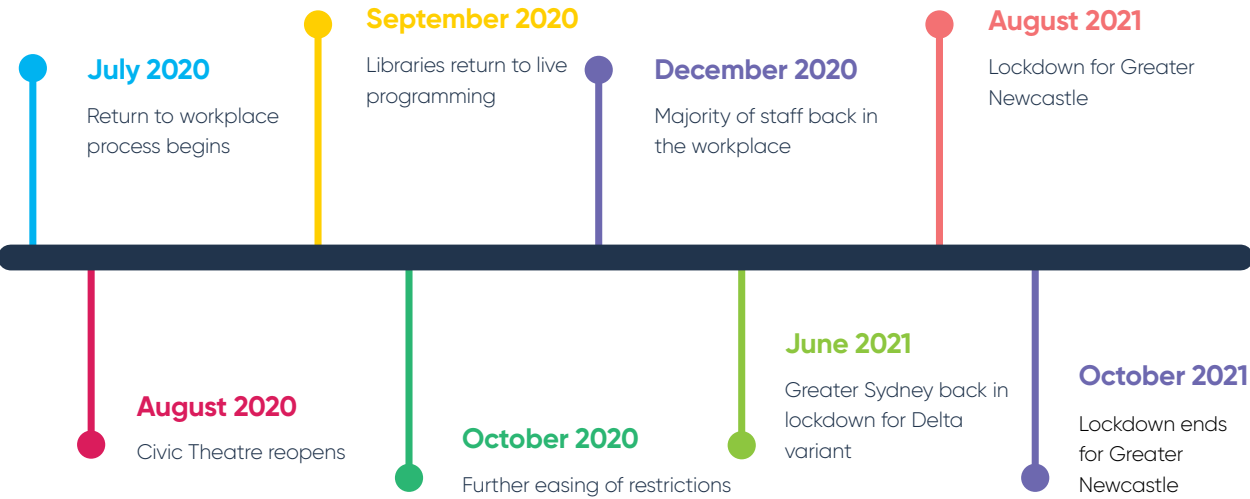 July 2020
Return to workplace
process begins
August 2020
Civic Theatre reopens
September 2020
Libraries return to live
programming
October 2020
Further easing of restrictions
December 2020
Majority of staff back in
the workplace
June 2021
Greater Sydney back in
lockdown for Delta
variant
August 2021
Lockdown for Greater
Newcastle
October 2021
Lockdown ends
for Greater
Newcastle